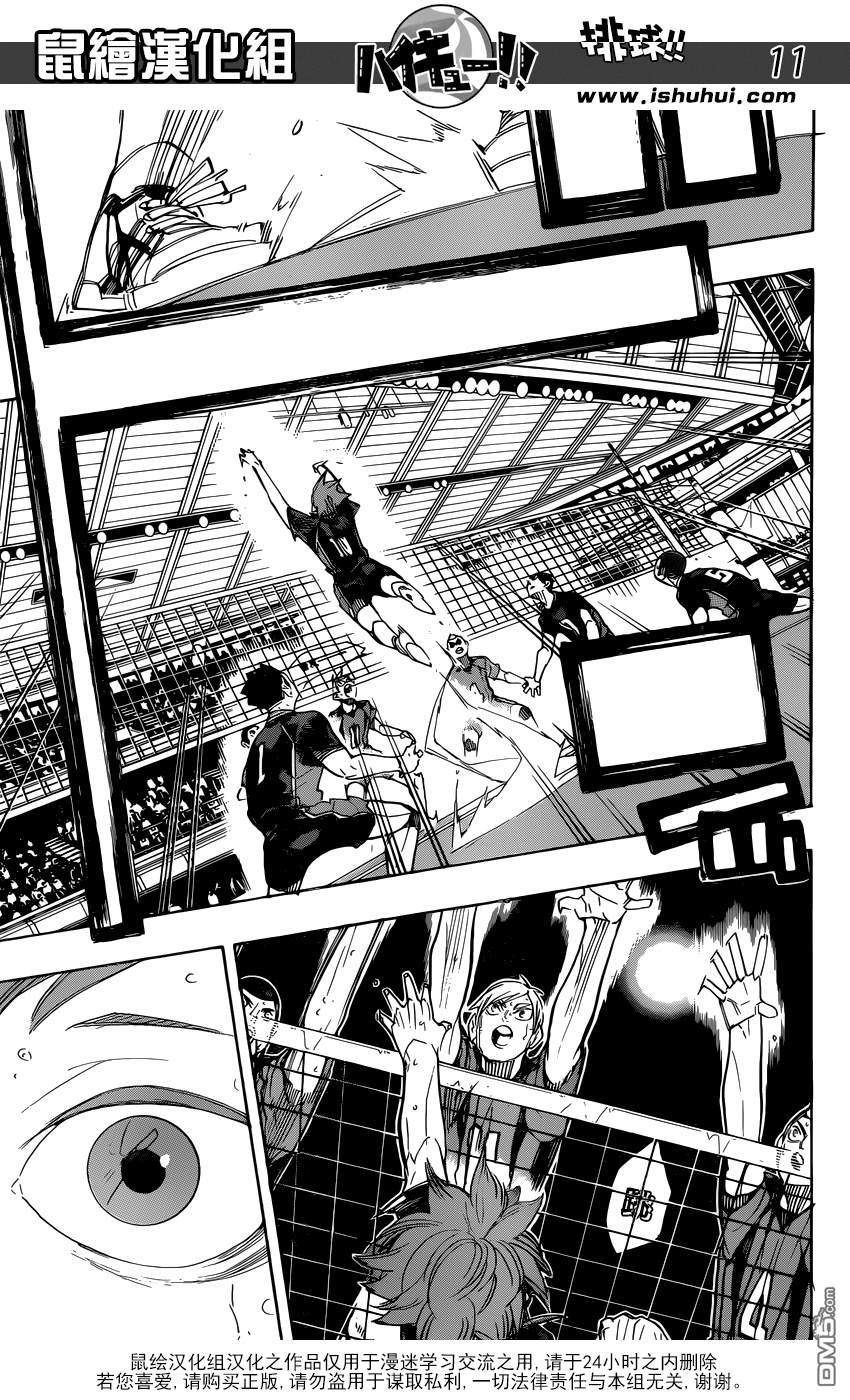 鼠繪漢化組
ハイキュー!!
排球!!
11
www.ishuhui.com
1
跳
鼠绘汉化组汉化之作品仅用于漫迷学习交流之用, 请于24小时之内删除
若您喜爱, 请购买正版, 请勿用于谋取私利, 一切法律责任与本组无关, 谢谢。
DM5.com